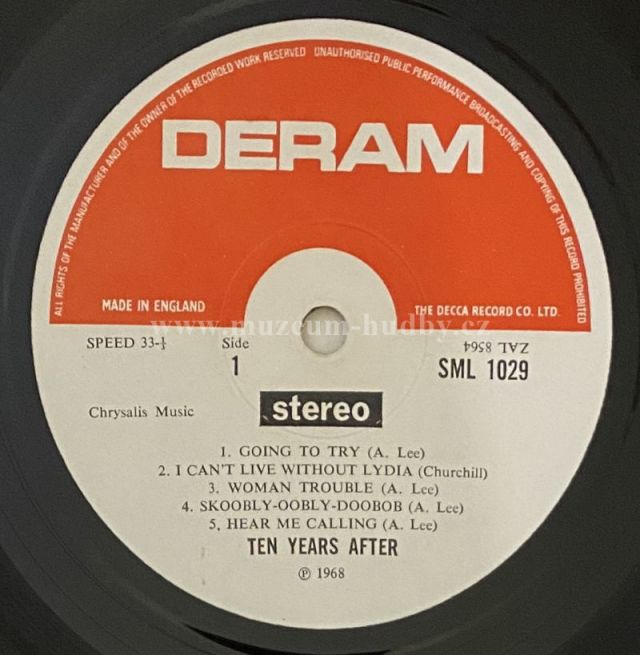 ALL RIGHTS OF THE MANUFACTURER AND OF THE OWNER OF THE RECORDED WORK RESERVED UNAUTHORISED PUBLIC PERFORMANCE BROADCASTING AND COPYING OF THIS RECORD PROHIBITED
DERAM
MADE IN ENGLAND THE DECCA RECORD CO. LTD.
www.muzeum-hudby.cz
SPEED 33-⅓ Side ZAL 8564
1 SML 1029
Chrysalis Music stereo
1. GOING TO TRY (A. Lee)
2. I CAN'T LIVE WITHOUT LYDIA (Churchill)
3. WOMAN TROUBLE (A. Lee)
4. SKOOBLY-OOBLY-DOOBOB (A. Lee)
5. HEAR ME CALLING (A. Lee)
TEN YEARS AFTER
℗ 1968